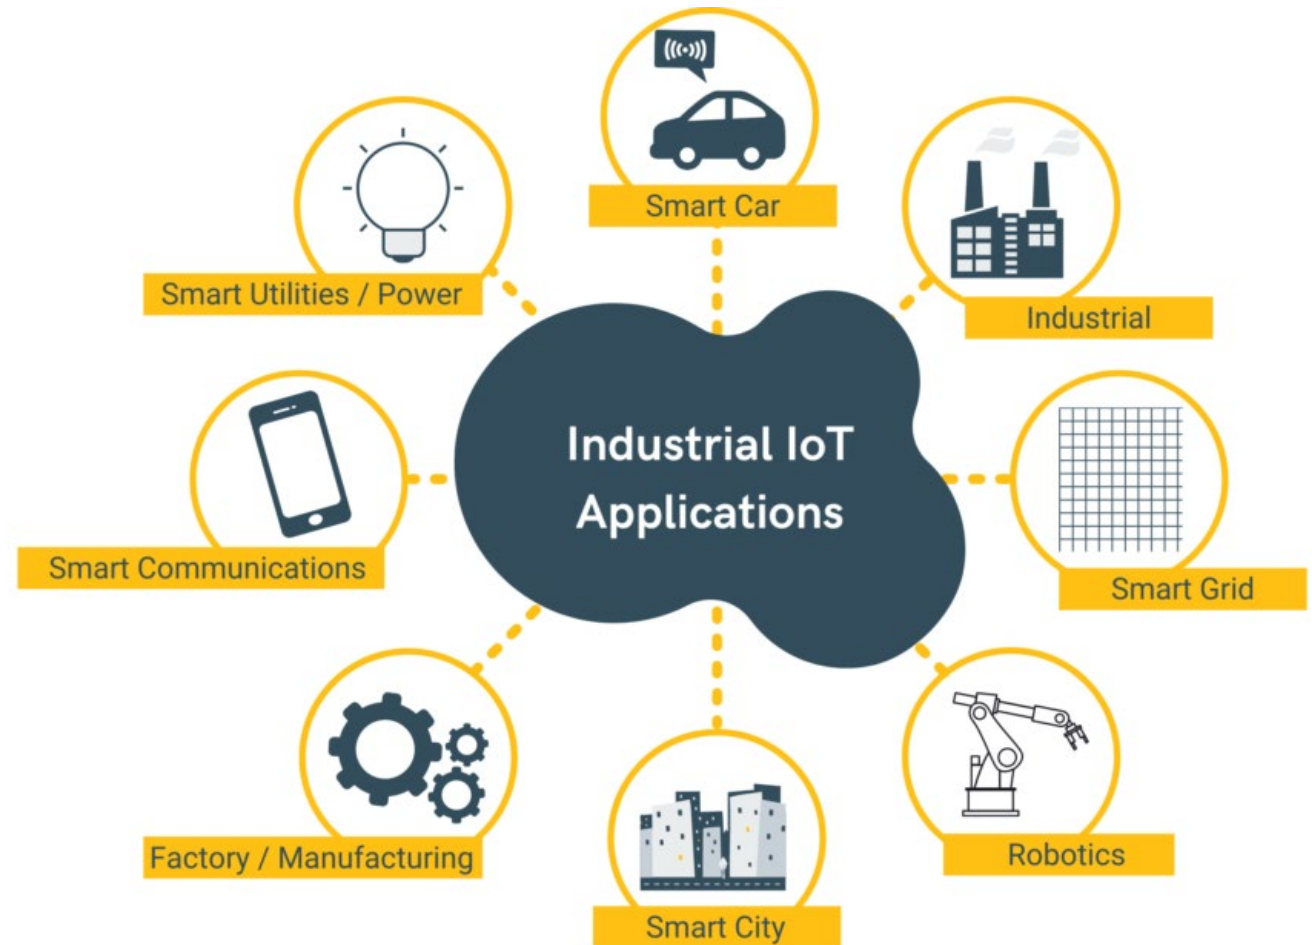 Smart Car
Smart Utilities / Power
Industrial
Industrial IoT
Applications
Smart Communications
Smart Grid
Factory / Manufacturing
Robotics
Smart City